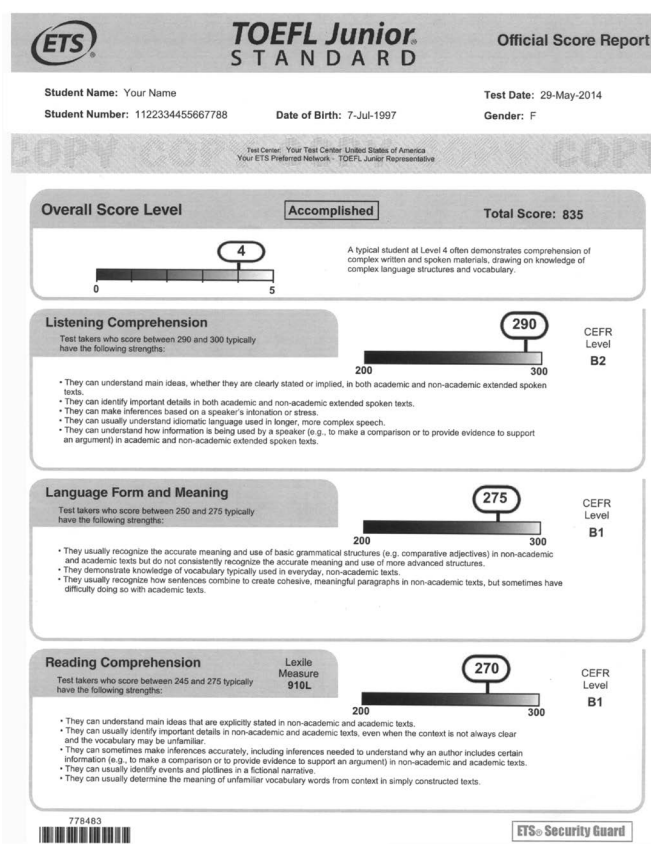 ETS®
TOEFL Junior®
STANDARD
Official Score Report
Student Name: Your Name
Test Date: 29-May-2014
Student Number: 1122334455667788
Date of Birth: 7-Jul-1997
Gender: F
COPY COPY COPY COPY
Test Center: Your Test Center United States of America
Your ETS Preferred Network - TOEFL Junior Representative
Overall Score Level
Accomplished
Total Score: 835
4
0
5
A typical student at Level 4 often demonstrates comprehension of
complex written and spoken materials, drawing on knowledge of
complex language structures and vocabulary.
Listening Comprehension
Test takers who score between 290 and 300 typically
have the following strengths:
290
200
300
CEFR
Level
B2
• They can understand main ideas, whether they are clearly stated or implied, in both academic and non-academic extended spoken
texts.
• They can identify important details in both academic and non-academic extended spoken texts.
• They can make inferences based on a speaker's intonation or stress.
• They can usually understand idiomatic language used in longer, more complex speech.
• They can understand how information is being used by a speaker (e.g., to make a comparison or to provide evidence to support
an argument) in academic and non-academic extended spoken texts.
Language Form and Meaning
Test takers who score between 250 and 275 typically
have the following strengths:
275
200
300
CEFR
Level
B1
• They usually recognize the accurate meaning and use of basic grammatical structures (e.g. comparative adjectives) in non-academic
and academic texts but do not consistently recognize the accurate meaning and use of more advanced structures.
• They demonstrate knowledge of vocabulary typically used in everyday, non-academic texts.
• They usually recognize how sentences combine to create cohesive, meaningful paragraphs in non-academic texts, but sometimes have
difficulty doing so with academic texts.
Reading Comprehension
Test takers who score between 245 and 275 typically
have the following strengths:
Lexile
Measure
910L
270
200
300
CEFR
Level
B1
• They can understand main ideas that are explicitly stated in non-academic and academic texts.
• They can usually identify important details in non-academic and academic texts, even when the context is not always clear
and the vocabulary may be unfamiliar.
• They can sometimes make inferences accurately, including inferences needed to understand why an author includes certain
information (e.g., to make a comparison or to provide evidence to support an argument) in non-academic and academic texts.
• They can usually identify events and plotlines in a fictional narrative.
• They can usually determine the meaning of unfamiliar vocabulary words from context in simply constructed texts.
778483
ETS® Security Guard